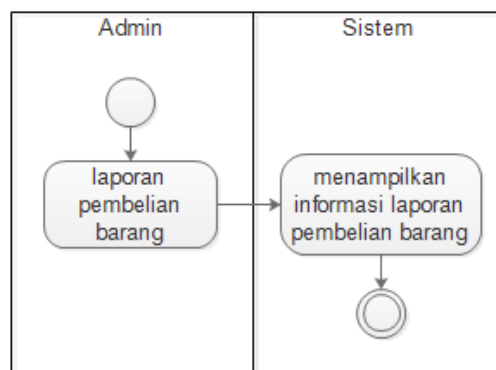 Admin
Sistem
laporan
pembelian
barang
menampilkan
informasi laporan
pembelian barang